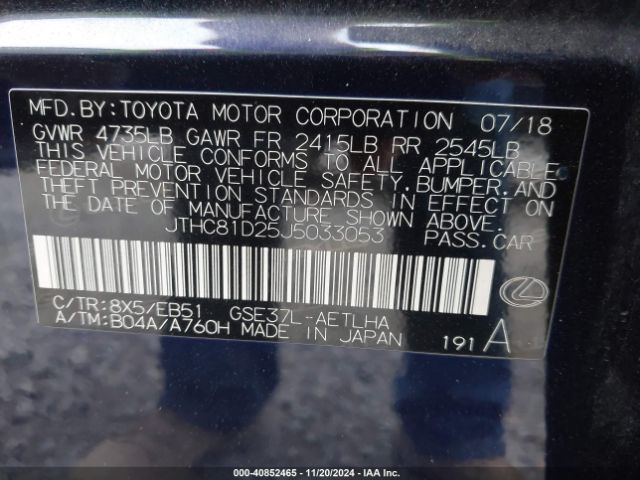 MFD.BY:TOYOTA MOTOR CORPORATION 07/18
GVWR 4735LB GAWR FR 2415LB RR 2545LB
THIS VEHICLE CONFORMS TO ALL APPLICABLE
FEDERAL MOTOR VEHICLE SAFETY,BUMPER,AND
THEFT PREVENTION STANDARDS IN EFFECT ON
THE DATE OF MANUFACTURE SHOWN ABOVE.
JTHC81D25J5033053 PASS.CAR
C/TR:8X5/EB51 GSE37L-AETLHA
A/TM:B04A/A760H MADE IN JAPAN 191 A
000-40852465 - 11/20/2024 - IAA Inc.